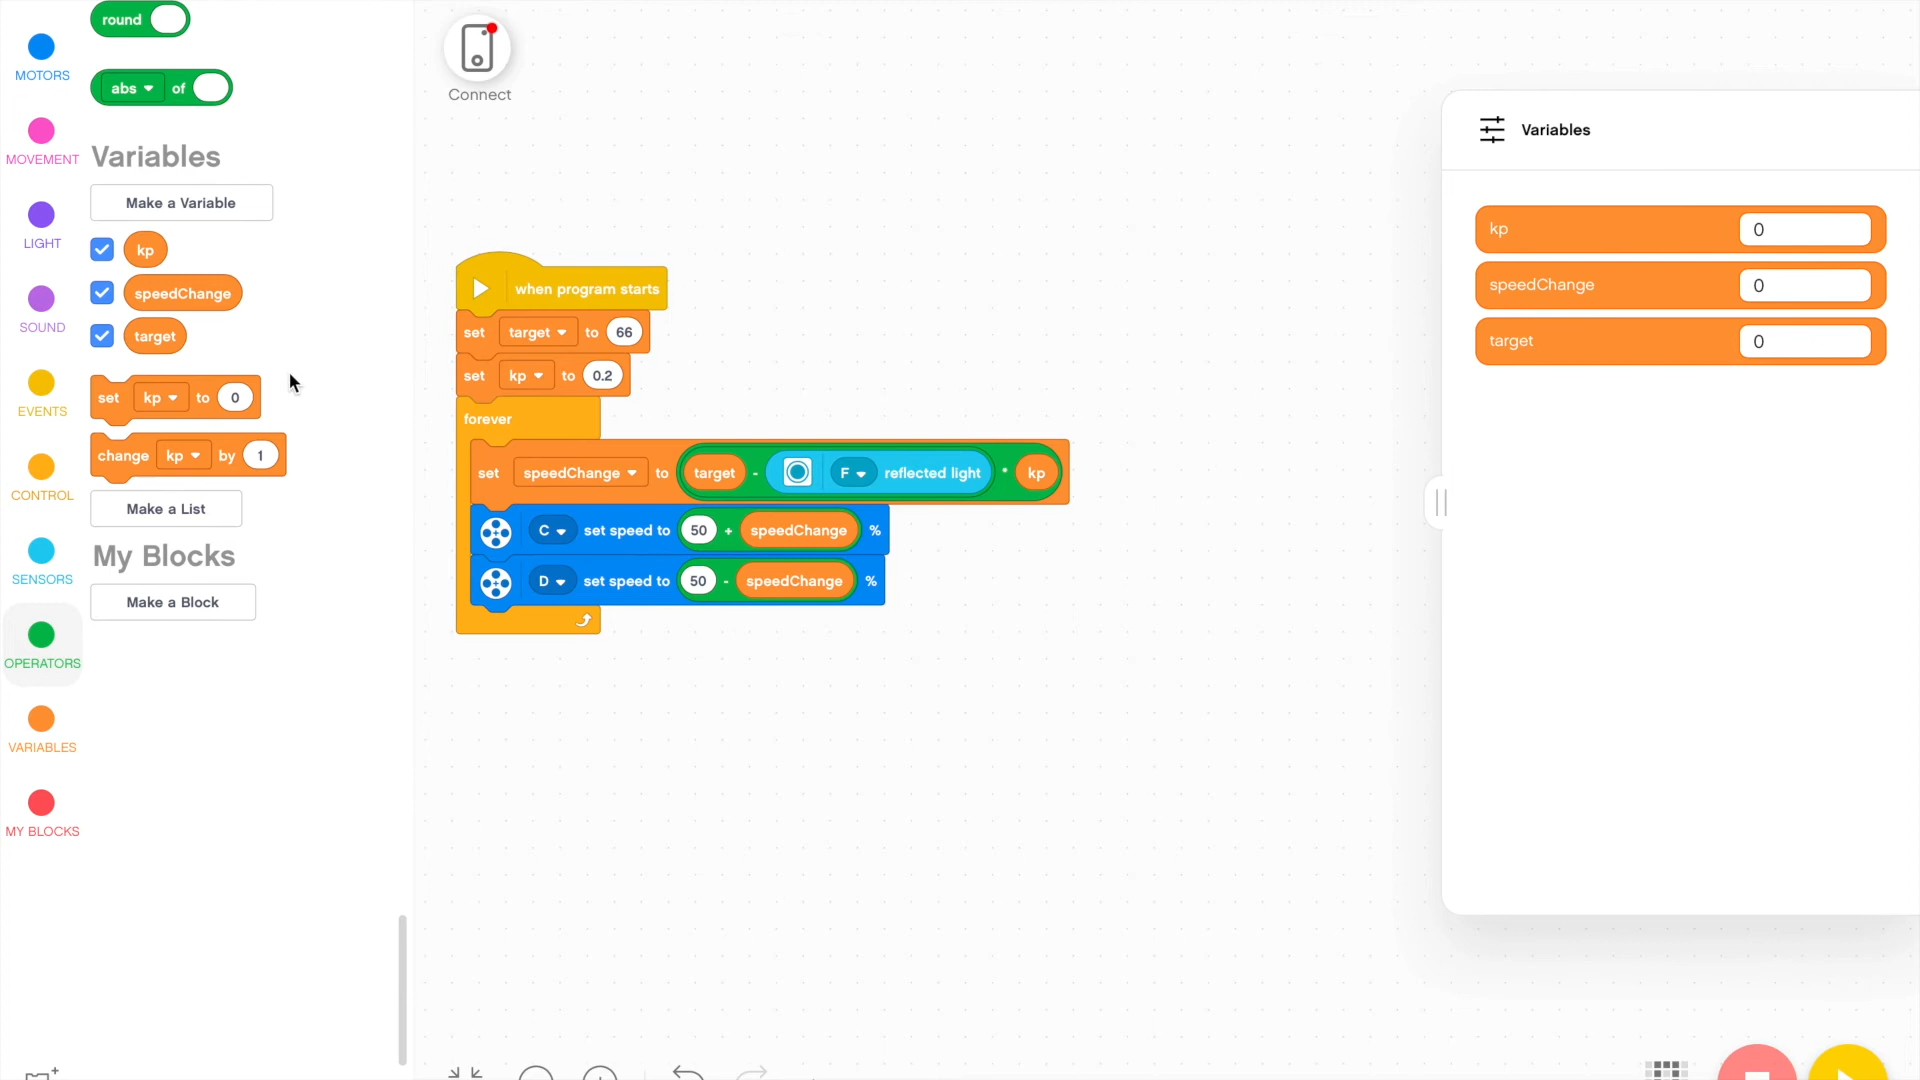 round
abs of
MOTORS
MOVEMENT
LIGHT
SOUND
EVENTS
CONTROL
SENSORS
OPERATORS
VARIABLES
MY BLOCKS
Variables
Make a Variable
kp
speedChange
target
set kp to 0
change kp by 1
Make a List
My Blocks
Make a Block
Connect
when program starts
set target to 66
set kp to 0.2
forever
set speedChange to target - F reflected light * kp
C set speed to 50 + speedChange %
D set speed to 50 - speedChange %
Variables
kp 0
speedChange 0
target 0